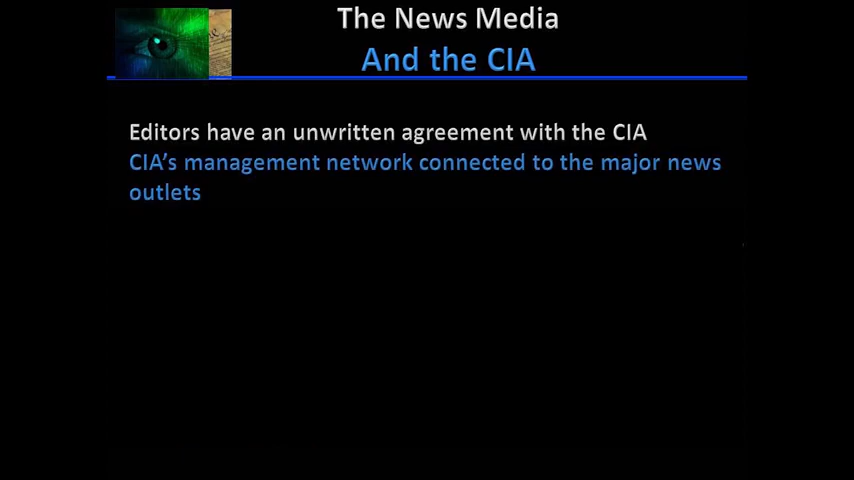 The News Media
And the CIA
Editors have an unwritten agreement with the CIA
CIA's management network connected to the major news
outlets